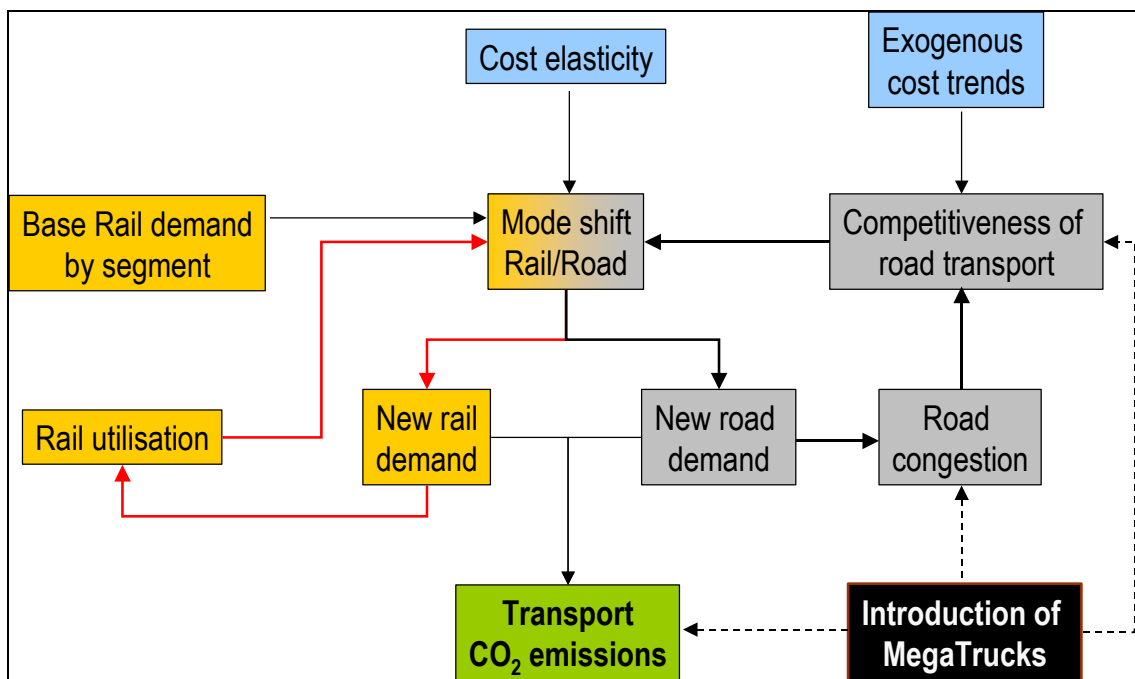 Cost elasticity
Exogenous
cost trends
Base Rail demand
by segment
Mode shift
Rail/Road
Competitiveness of
road transport
Rail utilisation
New rail
demand
New road
demand
Road
congestion
Transport
CO₂ emissions
Introduction of
MegaTrucks